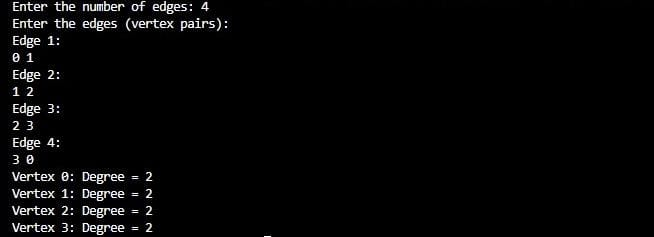 Enter the number of edges: 4
Enter the edges (vertex pairs):
Edge 1:
0 1
Edge 2:
1 2
Edge 3:
2 3
Edge 4:
3 0
Vertex 0: Degree = 2
Vertex 1: Degree = 2
Vertex 2: Degree = 2
Vertex 3: Degree = 2